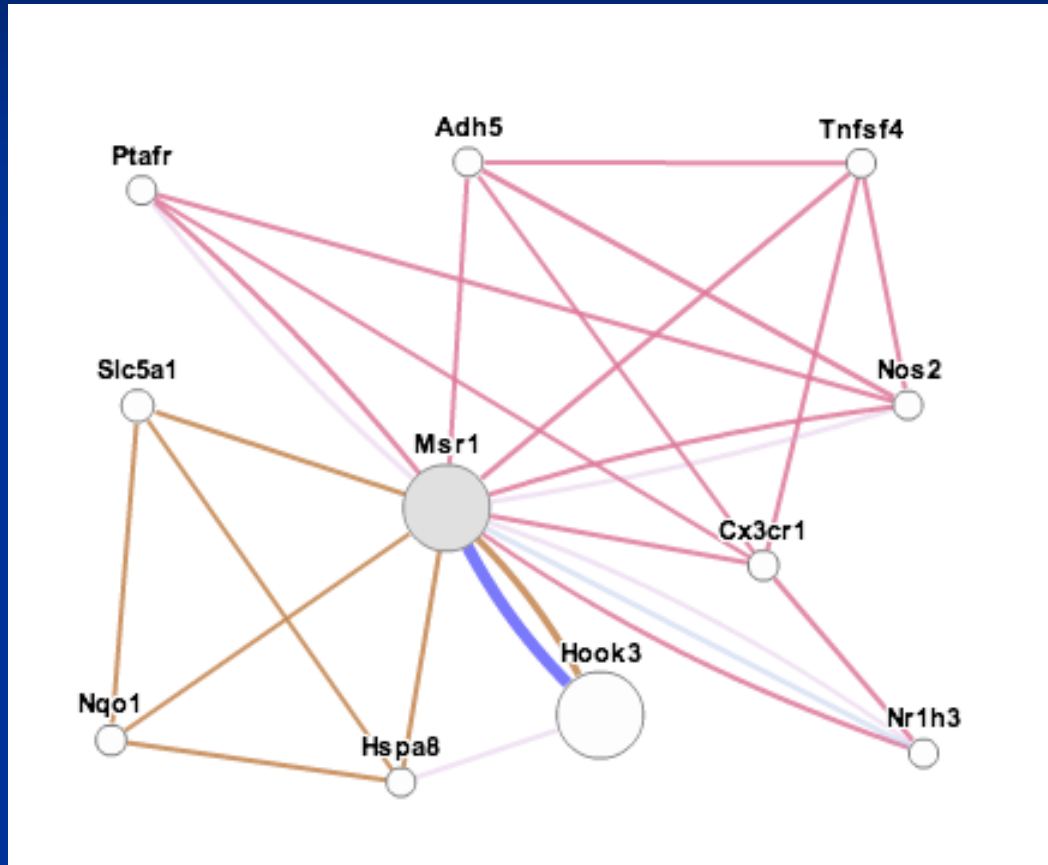 Adh5
Tnfsf4
Ptafr
Slc5a1
Nos2
Msr1
Cx3cr1
Hook3
Nqo1
Nr1h3
Hspa8